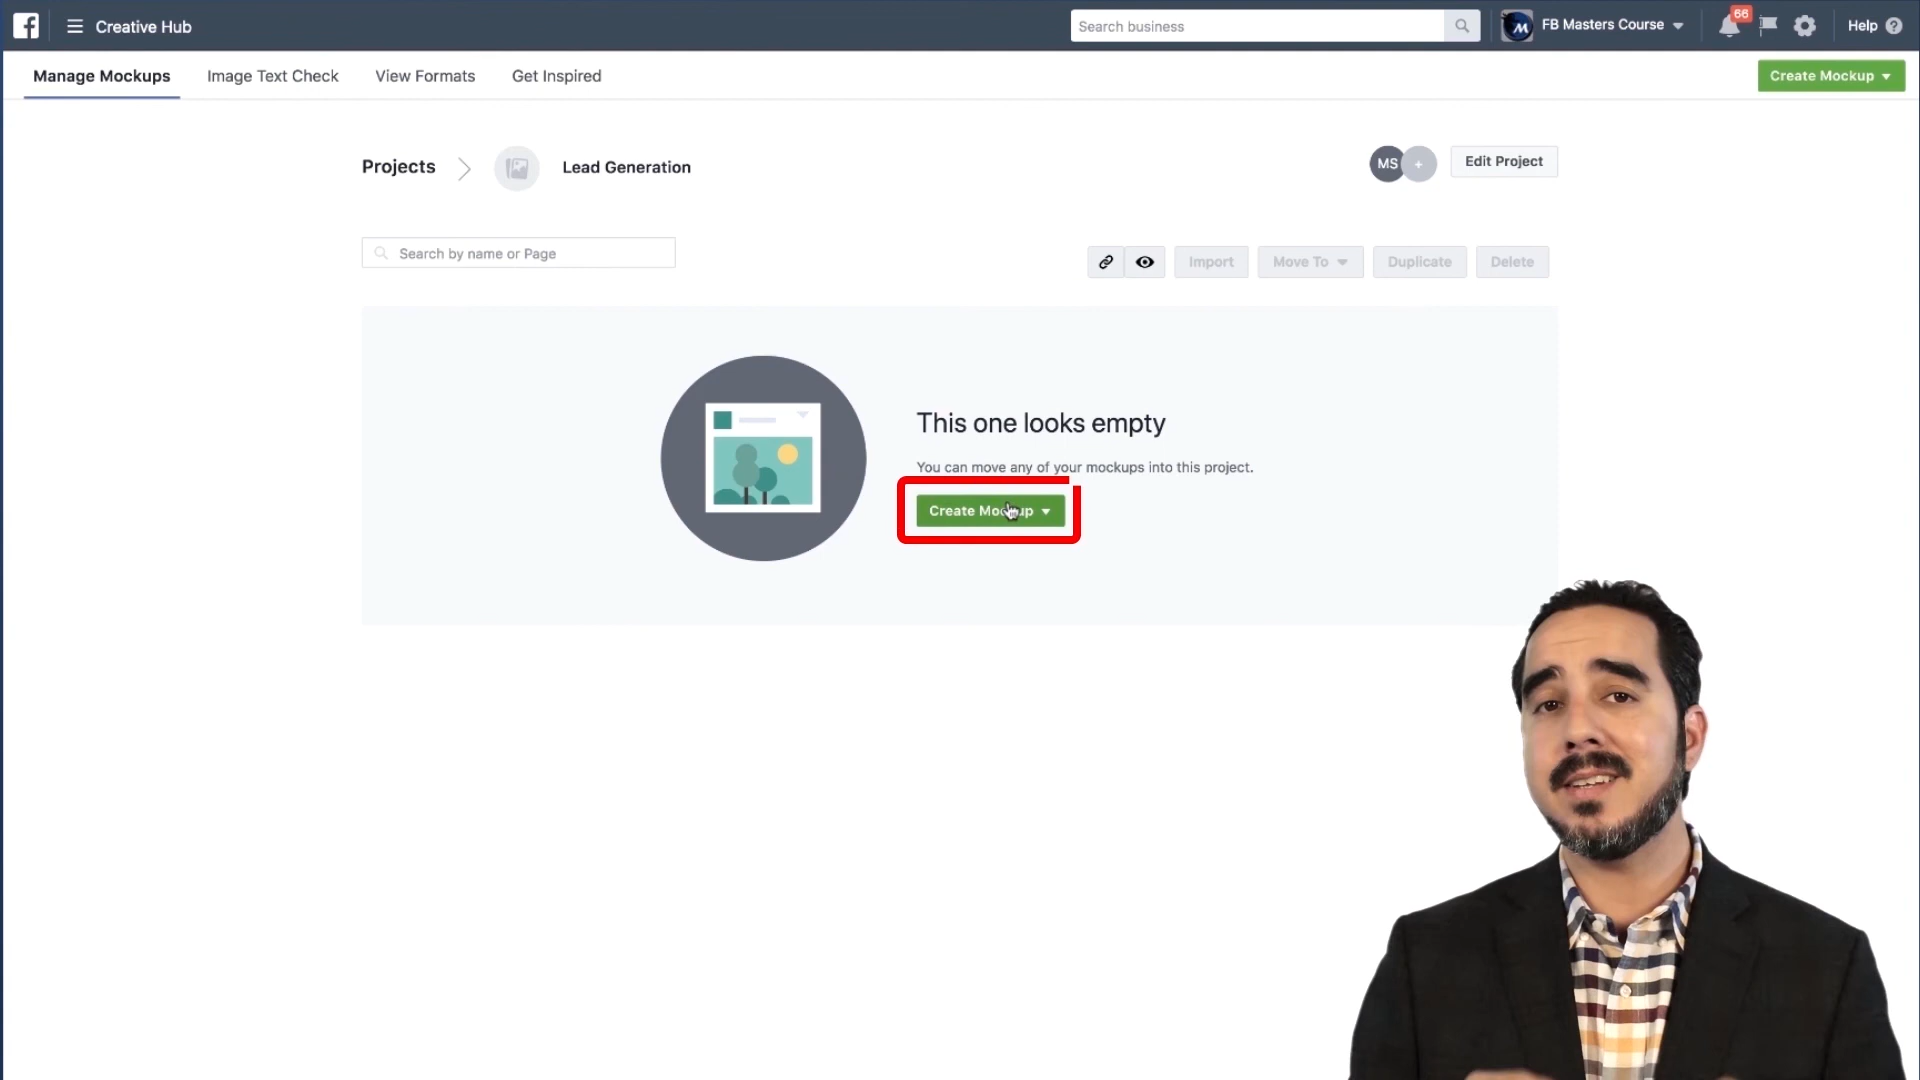 Creative Hub
Search business
FB Masters Course
66
Help ?
Manage Mockups
Image Text Check
View Formats
Get Inspired
Create Mockup
Projects
Lead Generation
MS
+
Edit Project
Search by name or Page
Import
Move To
Duplicate
Delete
This one looks empty
You can move any of your mockups into this project.
Create Mockup